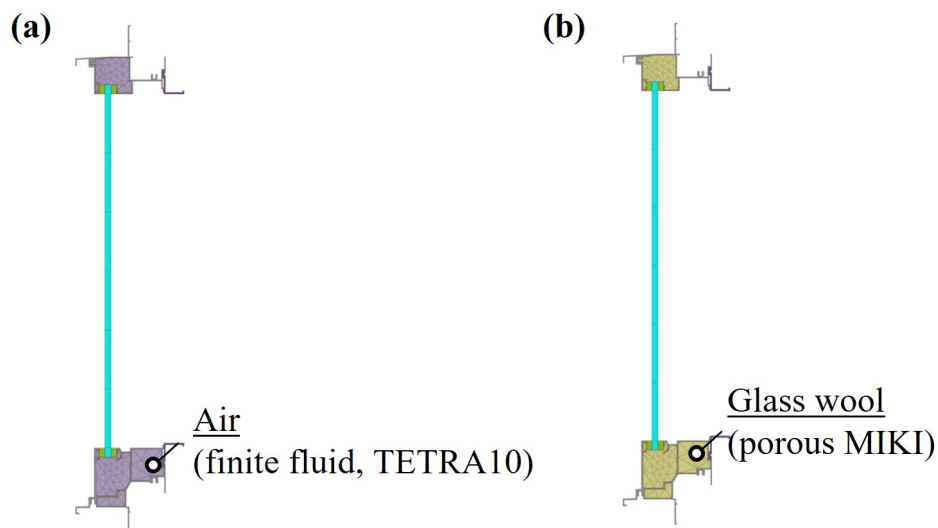 (a)
(b)
Air
(finite fluid, TETRA10)
Glass wool
(porous MIKI)